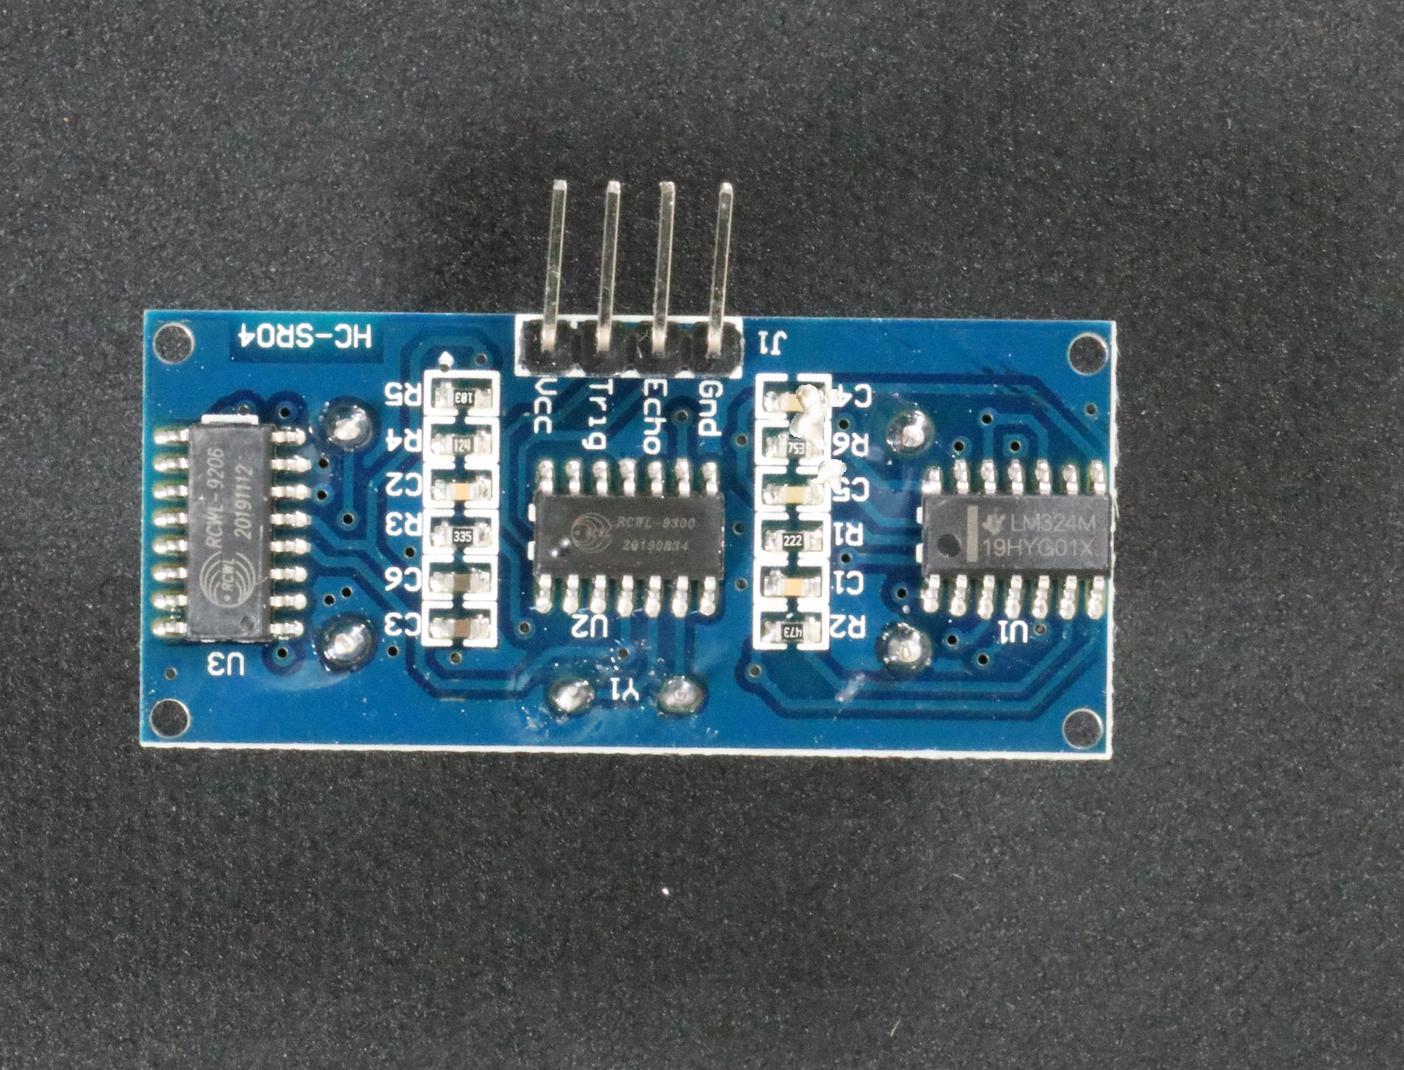 HC-SR04
J1
Vcc
Trig
Echo
Gnd
R5
183
R4
124
C2
R3
335
C6
C3
C4
R6
C5
R1
222
C1
R2
473
RCWL-9206
20191112
RCWL
U3
RCWL-9300
20190834
U2
Y1
LM324M
19HYG01X
U1